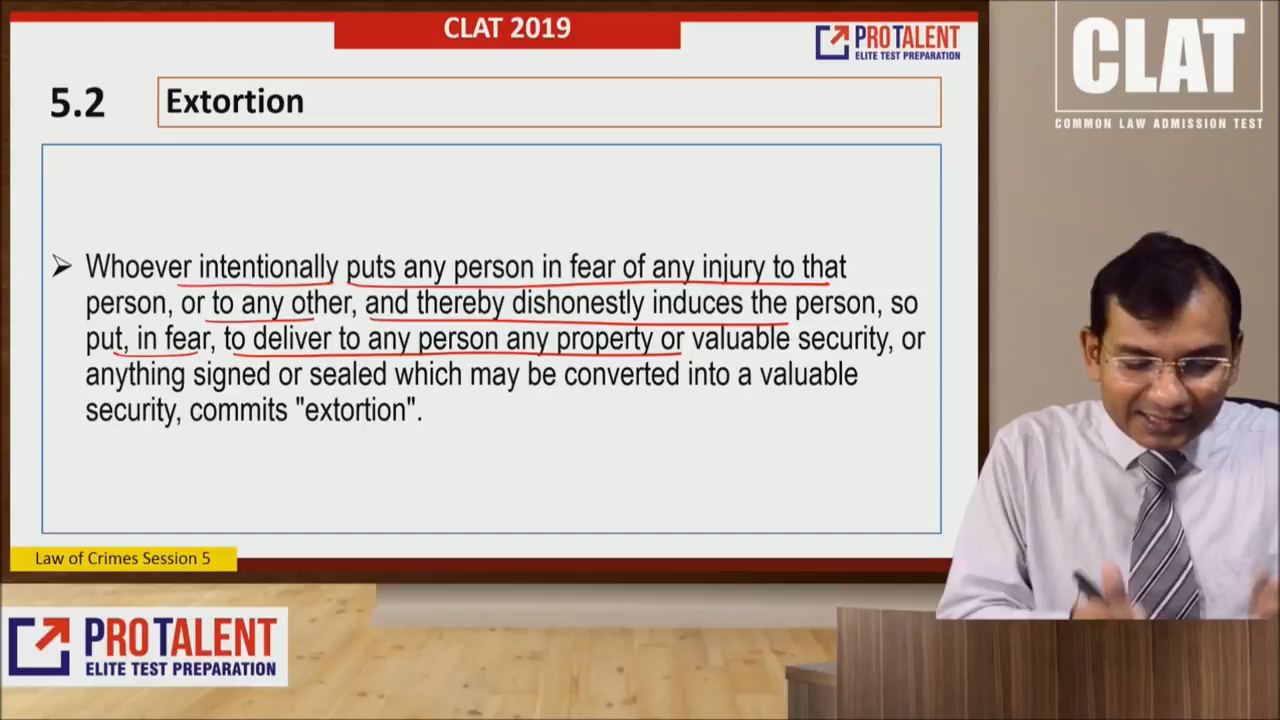 CLAT 2019
PROTALENT
ELITE TEST PREPARATION
CLAT
COMMON LAW ADMISSION TEST
5.2
Extortion
Whoever intentionally puts any person in fear of any injury to that
person, or to any other, and thereby dishonestly induces the person, so
put, in fear, to deliver to any person any property or valuable security, or
anything signed or sealed which may be converted into a valuable
security, commits "extortion".
Law of Crimes Session 5
PROTALENT
ELITE TEST PREPARATION